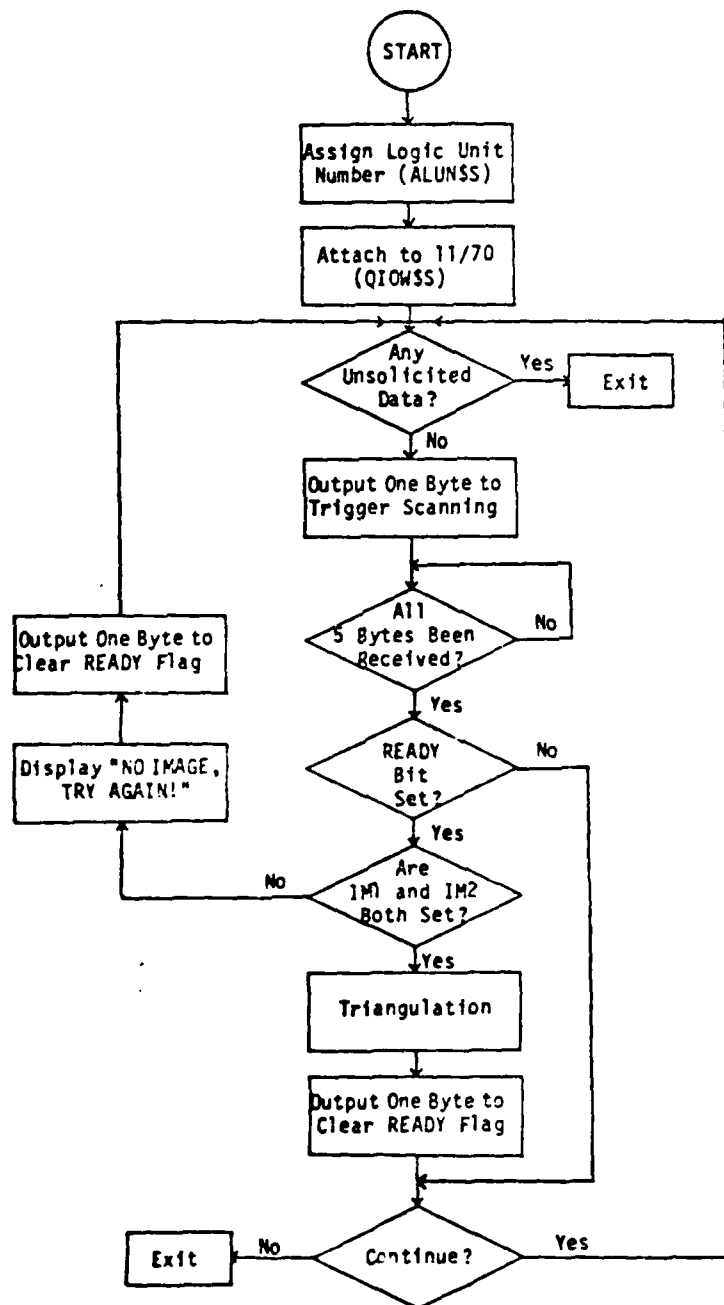 START
Assign Logic Unit
Number (ALUN$S)
Attach to 11/70
(QIOW$S)
Any
Unsolicited
Data?
Yes
Exit
No
Output One Byte to
Trigger Scanning
All
5 Bytes Been
Received?
No
Yes
Output One Byte to
Clear READY Flag
READY
Bit
Set?
No
Display "NO IMAGE,
TRY AGAIN!"
Yes
Are
IM1 and IM2
Both Set?
No
Yes
Triangulation
Output One Byte to
Clear READY Flag
Continue?
No
Exit
Yes